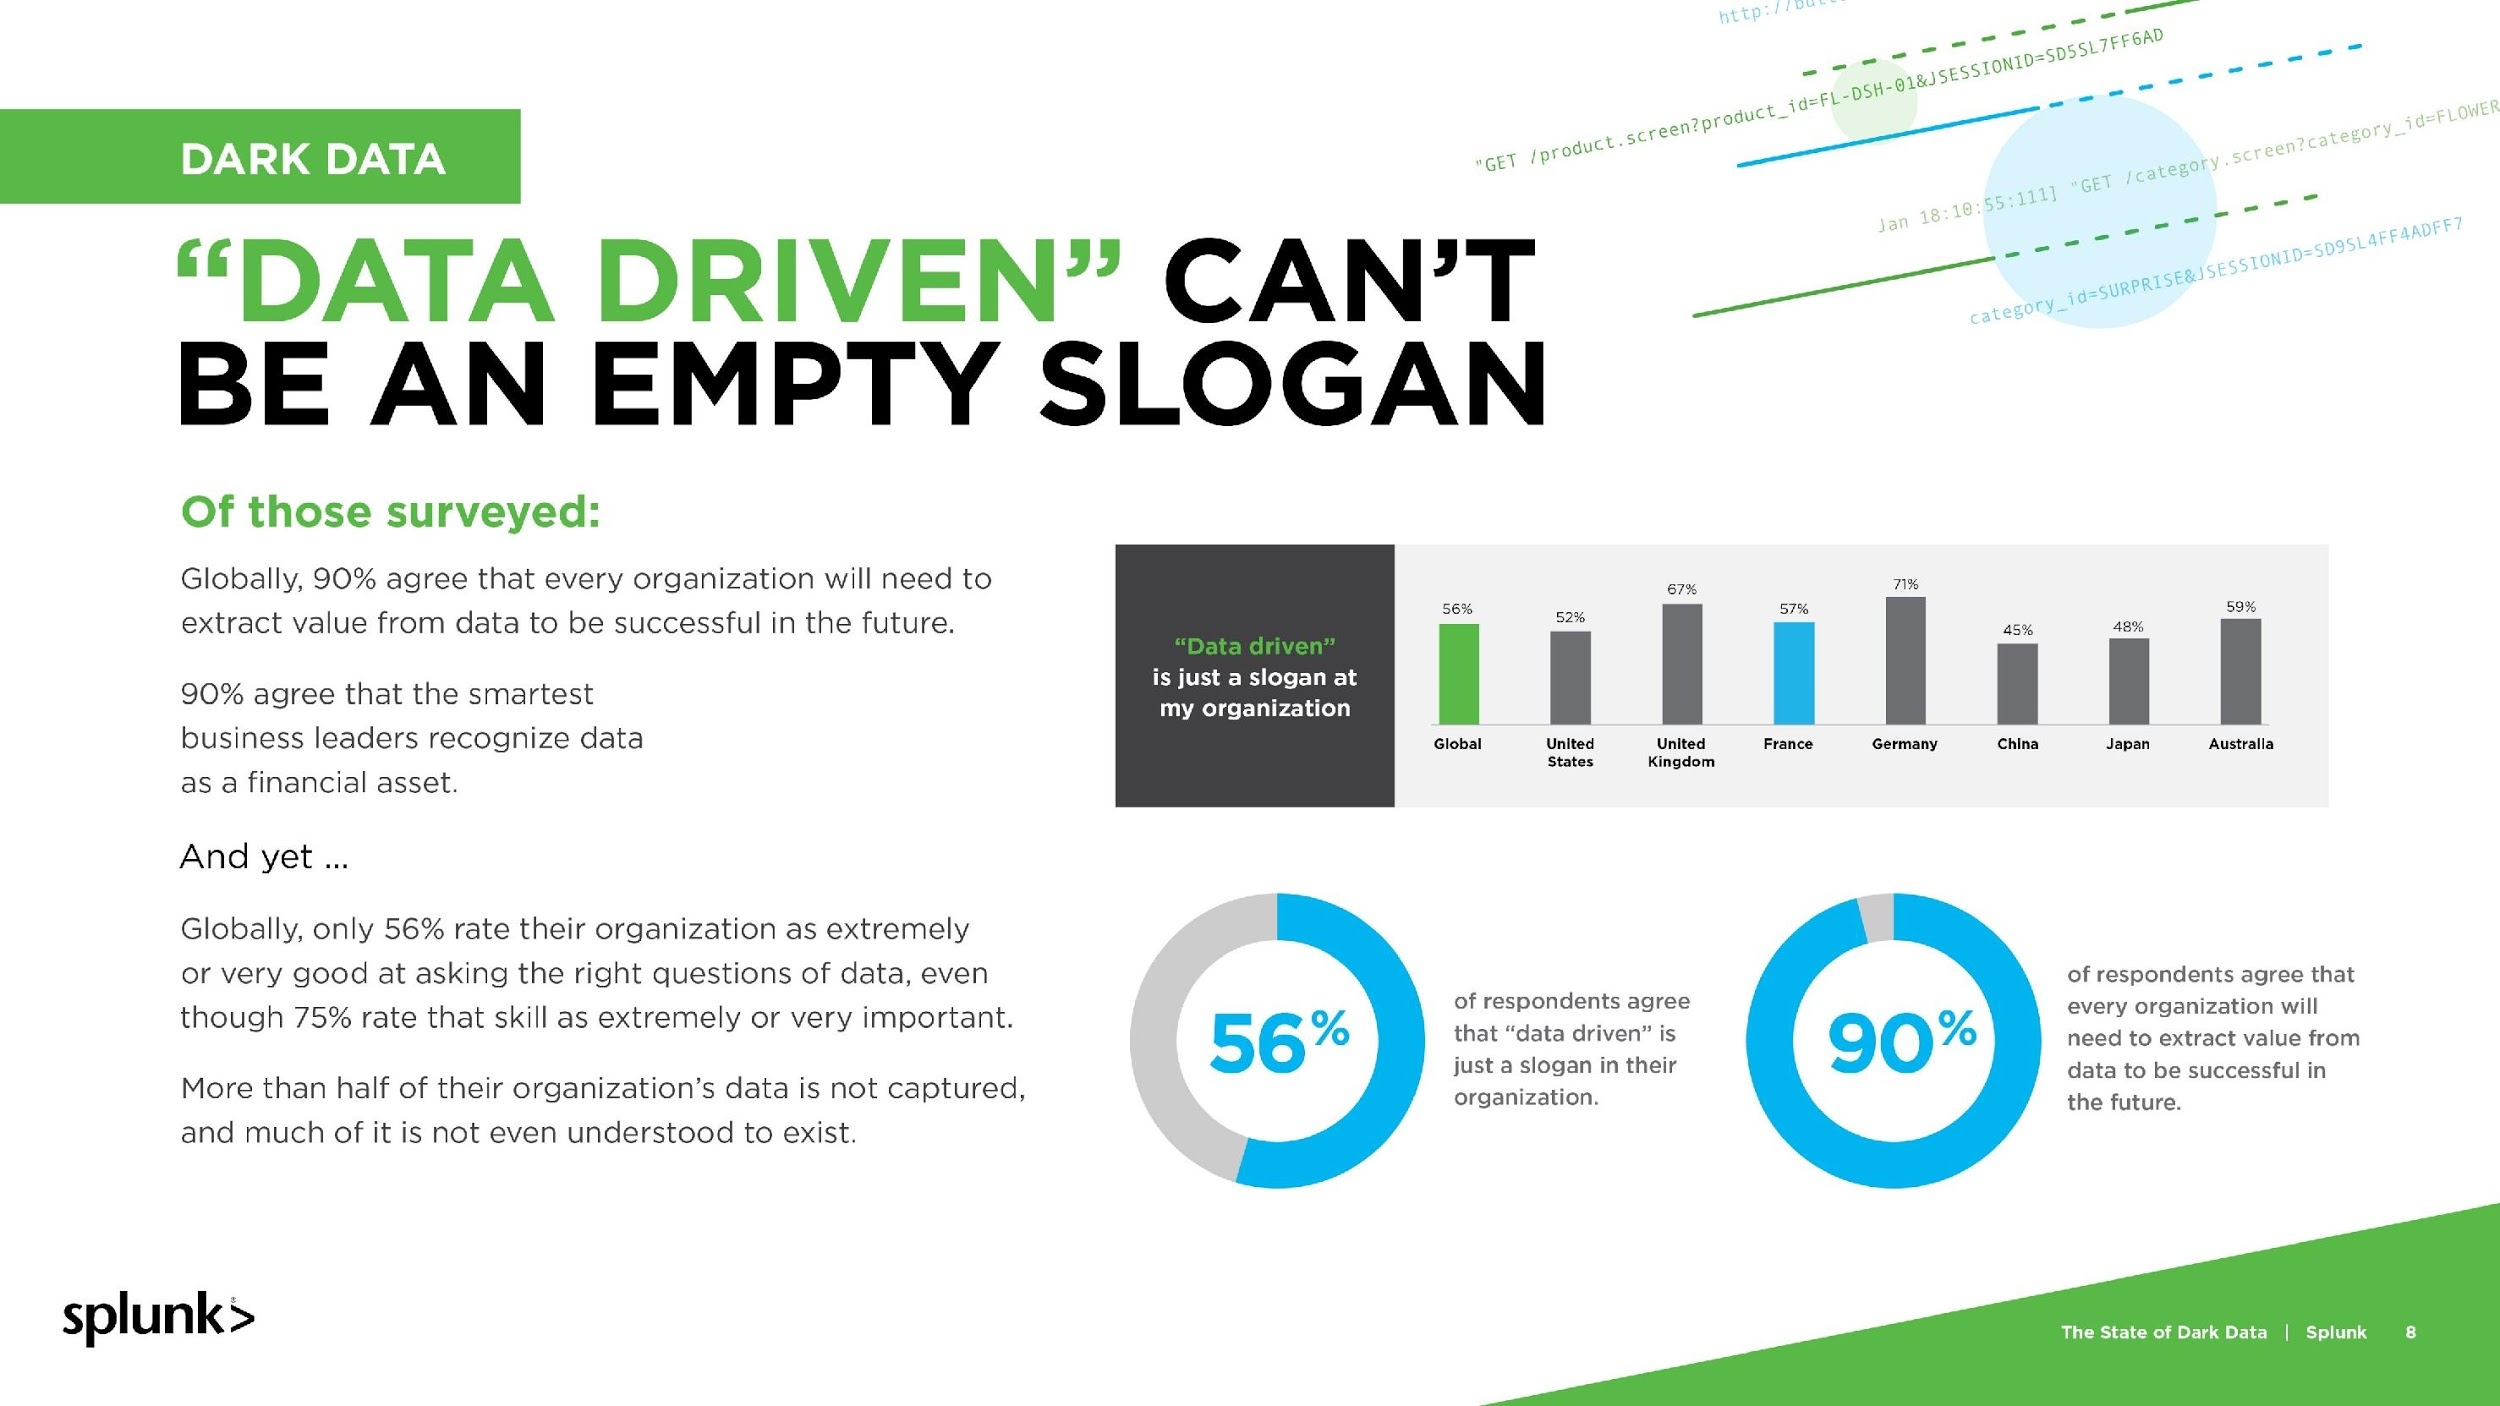 http://
"GET /product.screen?product_id=FL-DSH-01&JSESSIONID=SD5SL7FF6AD
Jan 18:10:55:111] "GET /category.screen?category_id=FLOWER
category_id=SURPRISE&JSESSIONID=SD9SL4FF4ADFF7
DARK DATA
“DATA DRIVEN” CAN’T
BE AN EMPTY SLOGAN
Of those surveyed:
Globally, 90% agree that every organization will need to
extract value from data to be successful in the future.
90% agree that the smartest
business leaders recognize data
as a financial asset.
And yet ...
Globally, only 56% rate their organization as extremely
or very good at asking the right questions of data, even
though 75% rate that skill as extremely or very important.
More than half of their organization’s data is not captured,
and much of it is not even understood to exist.
“Data driven”
is just a slogan at
my organization
56% 52% 67% 57% 71% 45% 48% 59%
Global United States United Kingdom France Germany China Japan Australia
56%
of respondents agree
that “data driven” is
just a slogan in their
organization.
90%
of respondents agree that
every organization will
need to extract value from
data to be successful in
the future.
splunk>
The State of Dark Data | Splunk 8